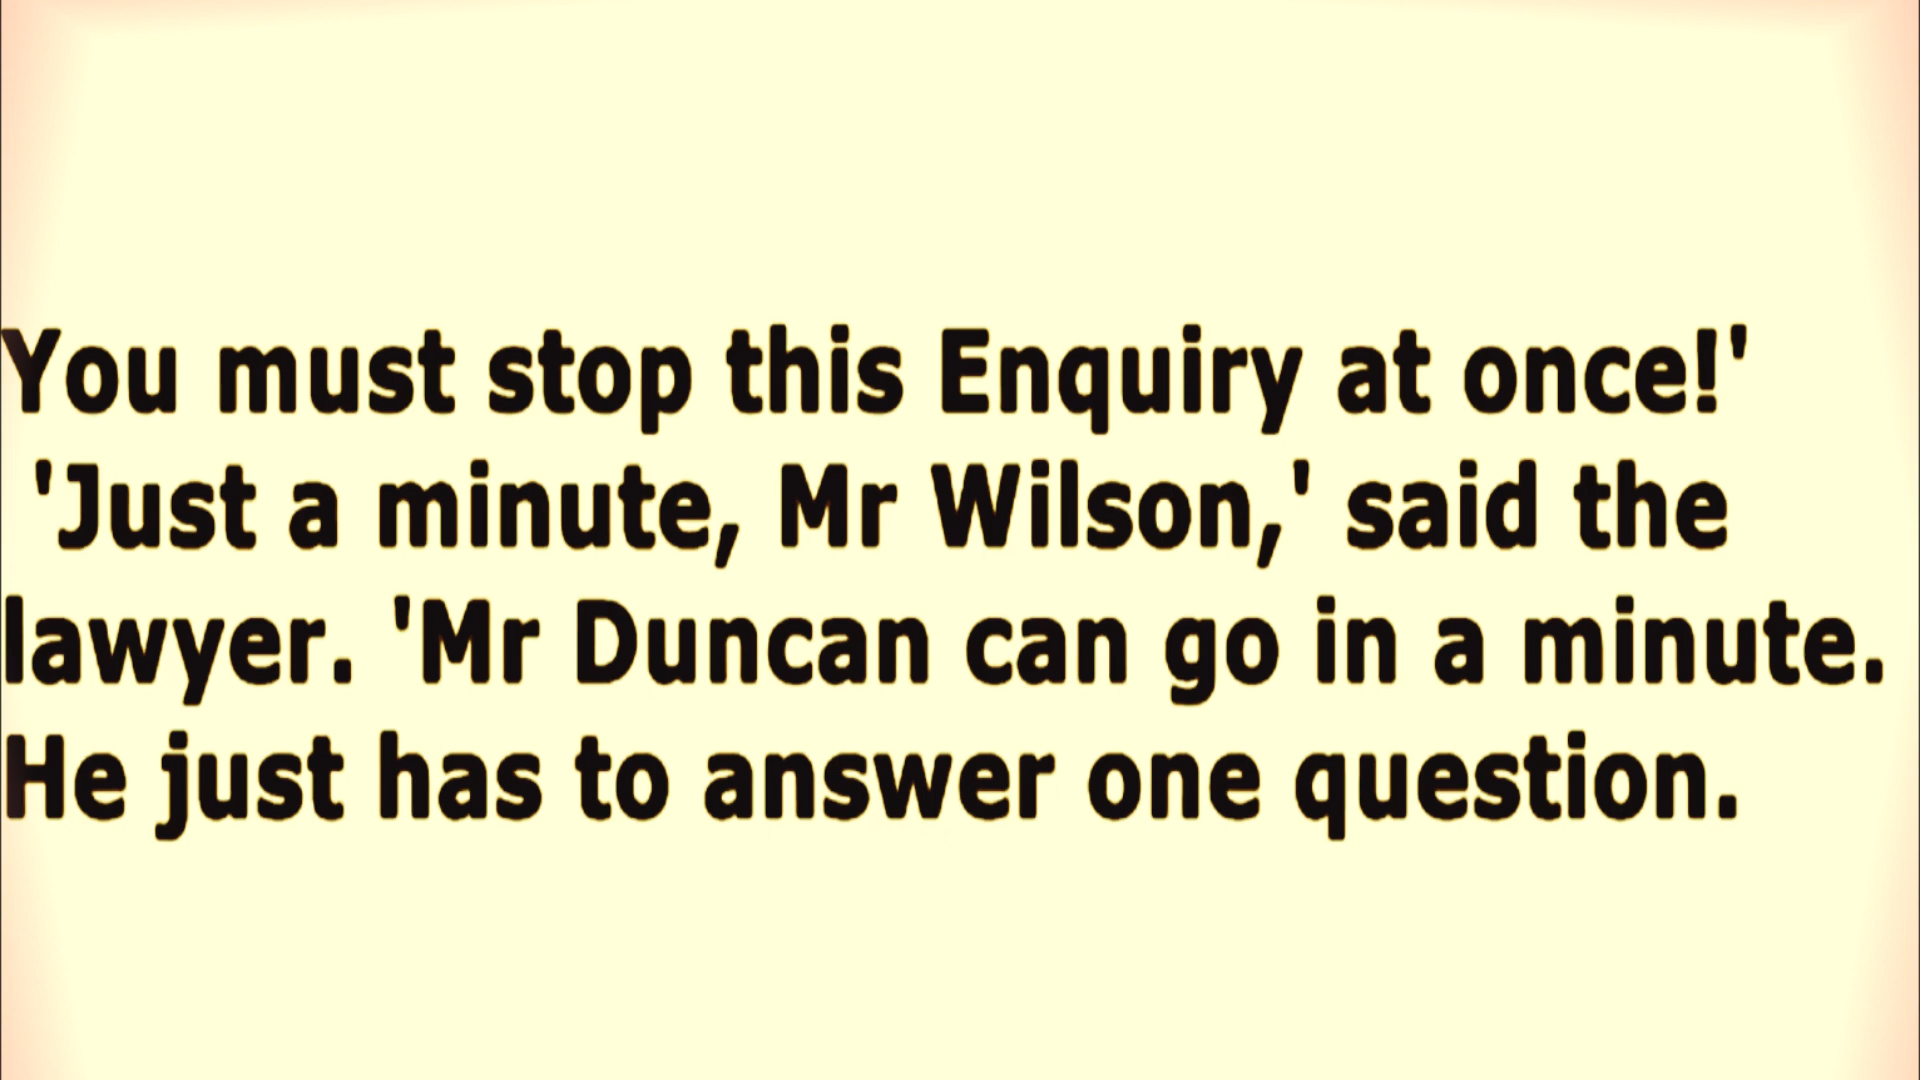 You must stop this Enquiry at once!'
'Just a minute, Mr Wilson,' said the
lawyer. 'Mr Duncan can go in a minute.
He just has to answer one question.